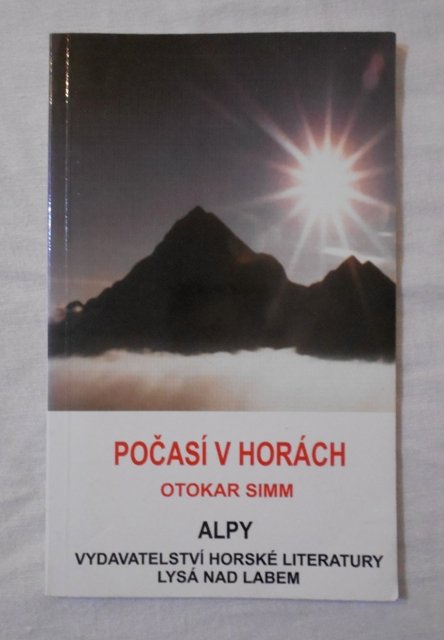 POČASÍ V HORÁCH
OTOKAR SIMM
ALPY
VYDAVATELSTVÍ HORSKÉ LITERATURY
LYSÁ NAD LABEM